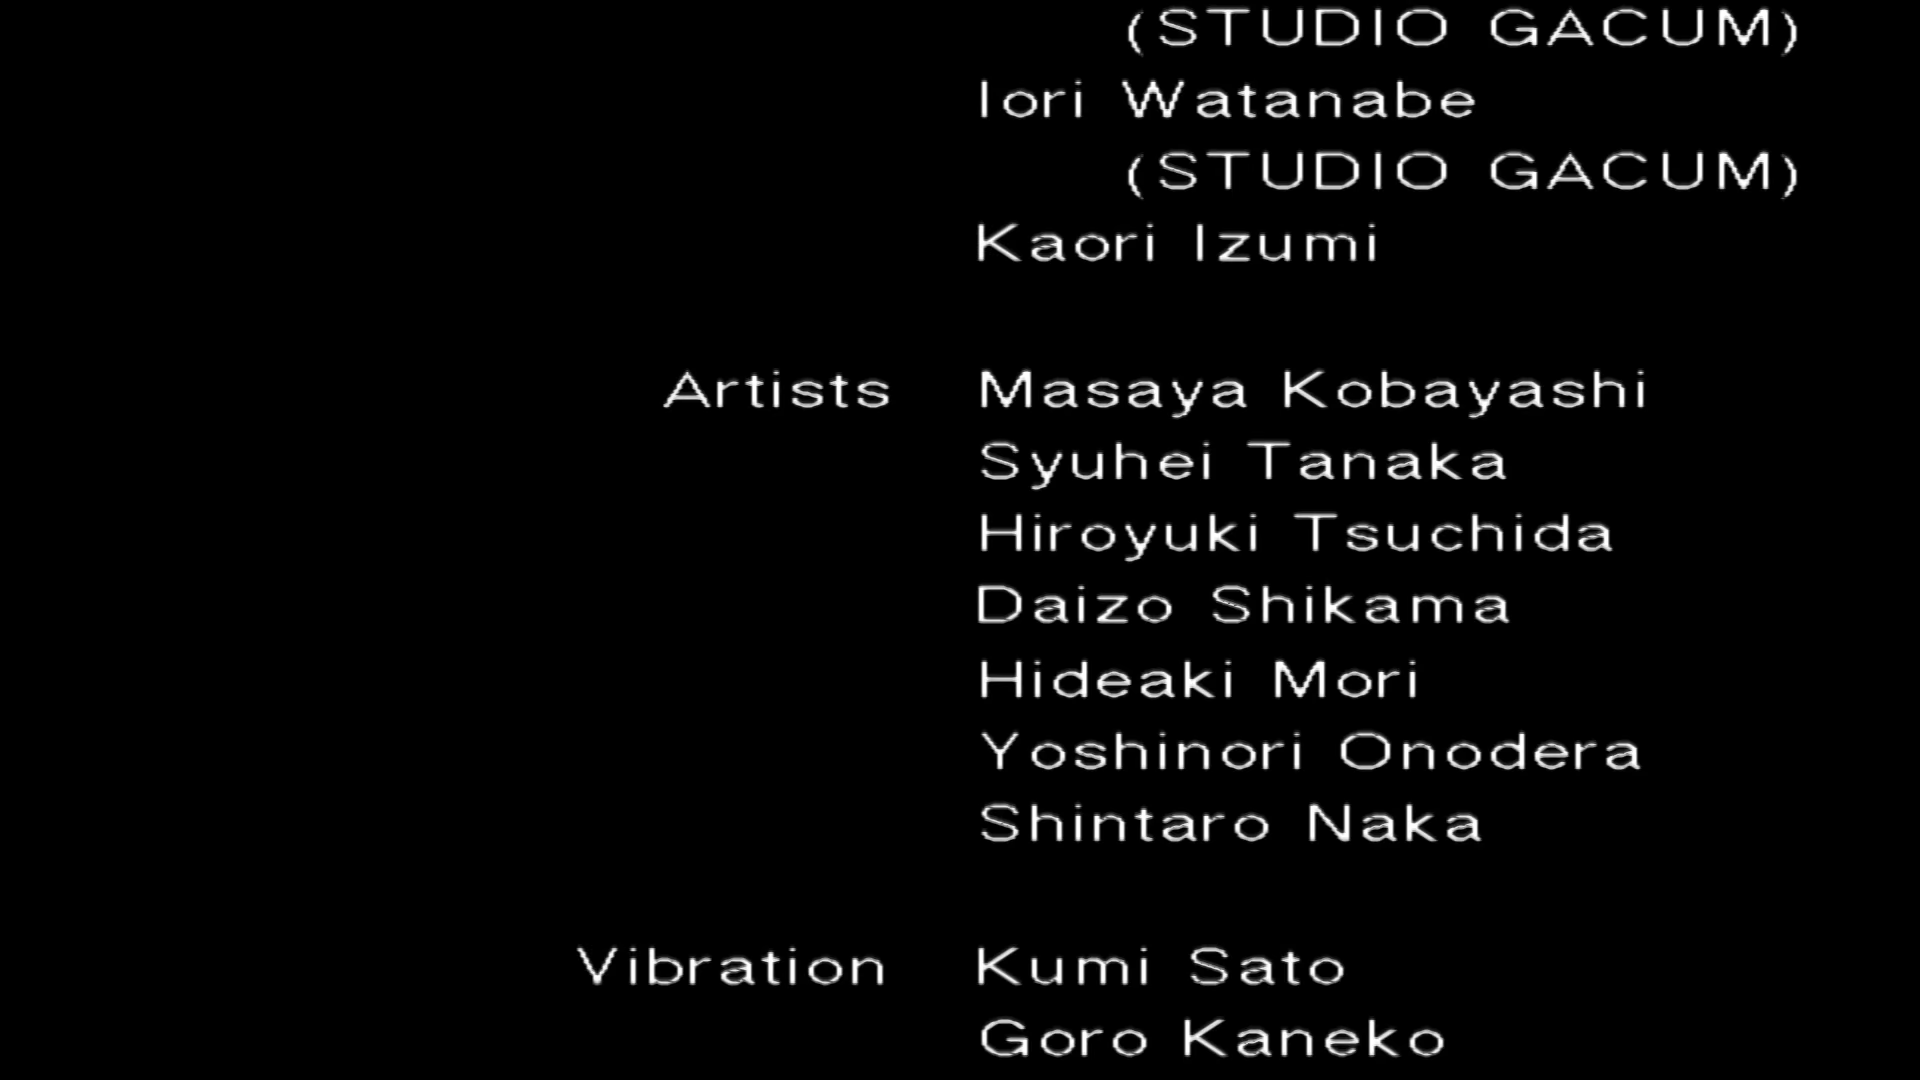 (STUDIO GACUM)
Iori Watanabe
(STUDIO GACUM)
Kaori Izumi
Artists Masaya Kobayashi
Syuhei Tanaka
Hiroyuki Tsuchida
Daizo Shikama
Hideaki Mori
Yoshinori Onodera
Shintaro Naka
Vibration Kumi Sato
Goro Kaneko